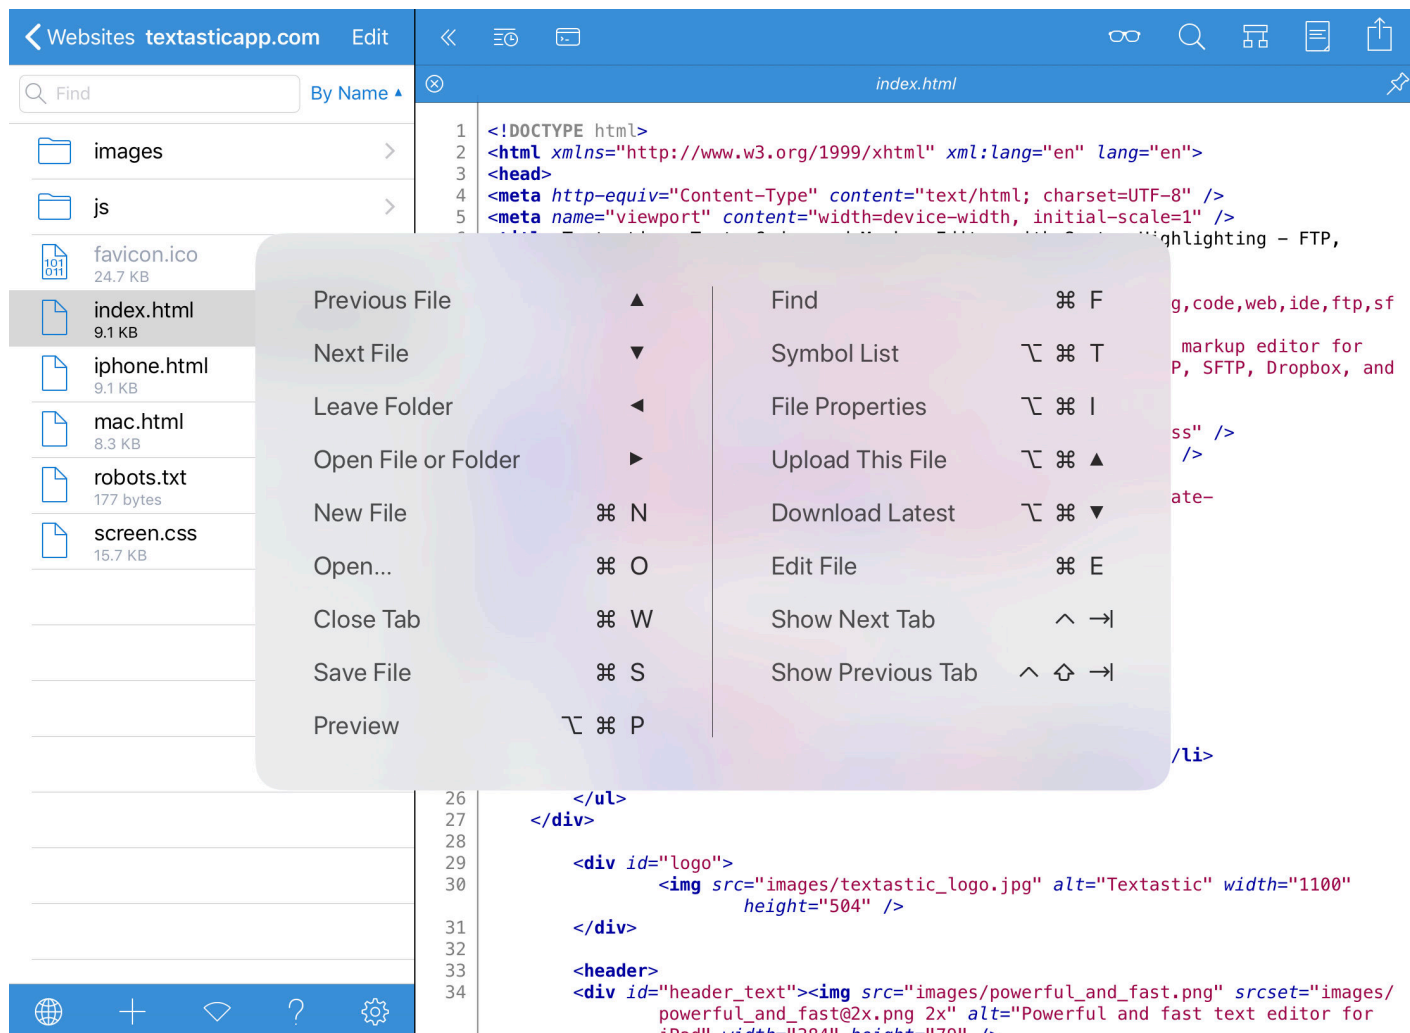 Websites textasticapp.com Edit
Find By Name ▲
images
js
favicon.ico
24.7 KB
index.html
9.1 KB
iphone.html
9.1 KB
mac.html
8.3 KB
robots.txt
177 bytes
screen.css
15.7 KB
index.html
1 <!DOCTYPE html>
2 <html xmlns="http://www.w3.org/1999/xhtml" xml:lang="en" lang="en">
3 <head>
4 <meta http-equiv="Content-Type" content="text/html; charset=UTF-8" />
5 <meta name="viewport" content="width=device-width, initial-scale=1" />
Highlighting – FTP,
g,code,web,ide,ftp,sf
markup editor for
P, SFTP, Dropbox, and
ss" />
/>
ate-
/li>
Previous File ▲
Next File ▼
Leave Folder ◀
Open File or Folder ▶
New File ⌘ N
Open... ⌘ O
Close Tab ⌘ W
Save File ⌘ S
Preview ⌥ ⌘ P
Find ⌘ F
Symbol List ⌥ ⌘ T
File Properties ⌥ ⌘ I
Upload This File ⌥ ⌘ ▲
Download Latest ⌥ ⌘ ▼
Edit File ⌘ E
Show Next Tab ^ →|
Show Previous Tab ^ ⇧ →|
26 </ul>
27 </div>
28
29 <div id="logo">
30 <img src="images/textastic_logo.jpg" alt="Textastic" width="1100"
height="504" />
31 </div>
32
33 <header>
34 <div id="header_text"><img src="images/powerful_and_fast.png" srcset="images/
powerful_and_fast@2x.png 2x" alt="Powerful and fast text editor for